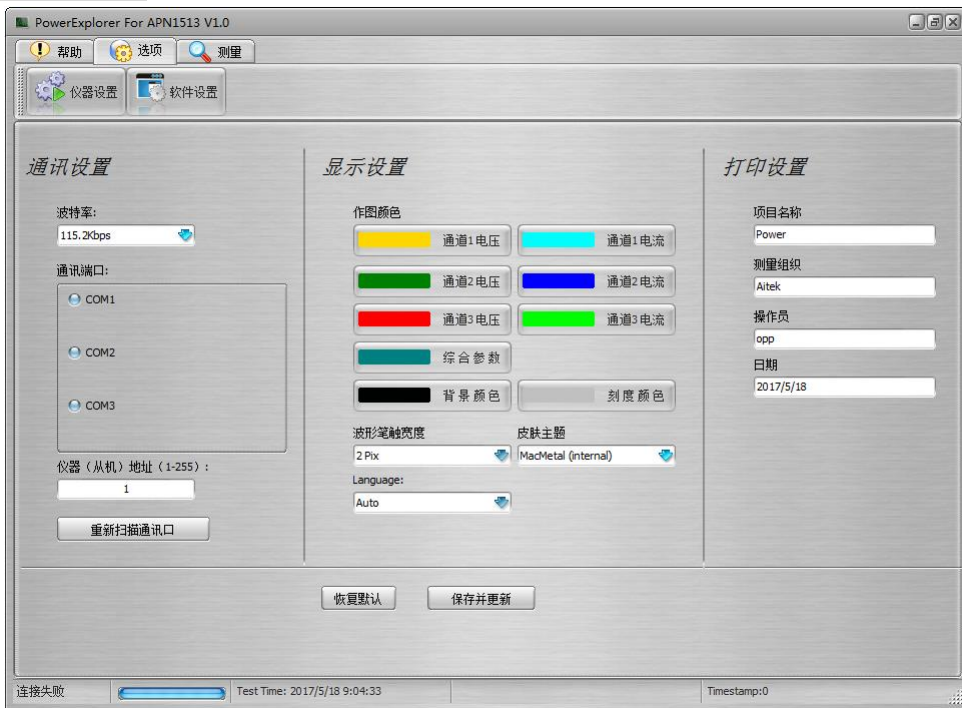 PowerExplorer For APN1513 V1.0
帮助 选项 测量
仪器设置 软件设置
通讯设置
波特率:
115.2Kbps
通讯端口:
COM1
COM2
COM3
仪器（从机）地址（1-255）:
1
重新扫描通讯口
显示设置
作图颜色
通道1电压 通道1电流
通道2电压 通道2电流
通道3电压 通道3电流
综合参数
背景颜色 刻度颜色
波形笔触宽度 皮肤主题
2 Pix MacMetal (internal)
Language:
Auto
打印设置
项目名称
Power
测量组织
Aitek
操作员
opp
日期
2017/5/18
恢复默认 保存并更新
连接失败 Test Time: 2017/5/18 9:04:33 Timestamp:0